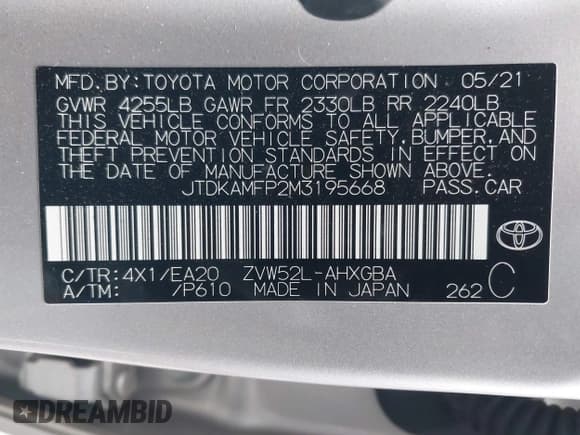 MFD. BY: TOYOTA MOTOR CORPORATION 05/21
GVWR 4255LB GAWR FR 2330LB RR 2240LB
THIS VEHICLE CONFORMS TO ALL APPLICABLE
FEDERAL MOTOR VEHICLE SAFETY, BUMPER, AND
THEFT PREVENTION STANDARDS IN EFFECT ON
THE DATE OF MANUFACTURE SHOWN ABOVE.
JTDKAMFP2M3195668 PASS. CAR
C/TR: 4X1/EA20 ZVW52L-AHXGBA
A/TM: /P610 MADE IN JAPAN 262 C
TOYOTA
DREAMBID